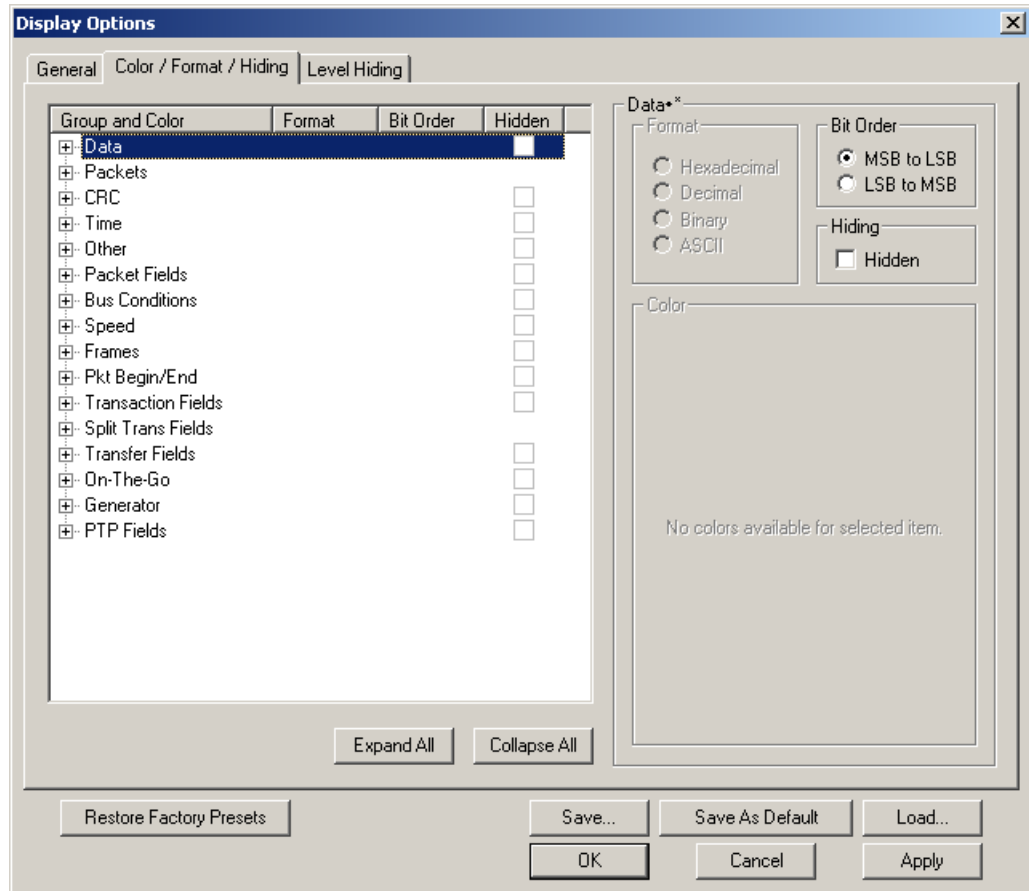 Display Options
General
Color / Format / Hiding
Level Hiding
Group and Color
Format
Bit Order
Hidden
Data
Packets
CRC
Time
Other
Packet Fields
Bus Conditions
Speed
Frames
Pkt Begin/End
Transaction Fields
Split Trans Fields
Transfer Fields
On-The-Go
Generator
PTP Fields
Expand All
Collapse All
Data•*
Format
Hexadecimal
Decimal
Binary
ASCII
Bit Order
MSB to LSB
LSB to MSB
Hiding
Hidden
Color
No colors available for selected item.
Restore Factory Presets
Save...
Save As Default
Load...
OK
Cancel
Apply